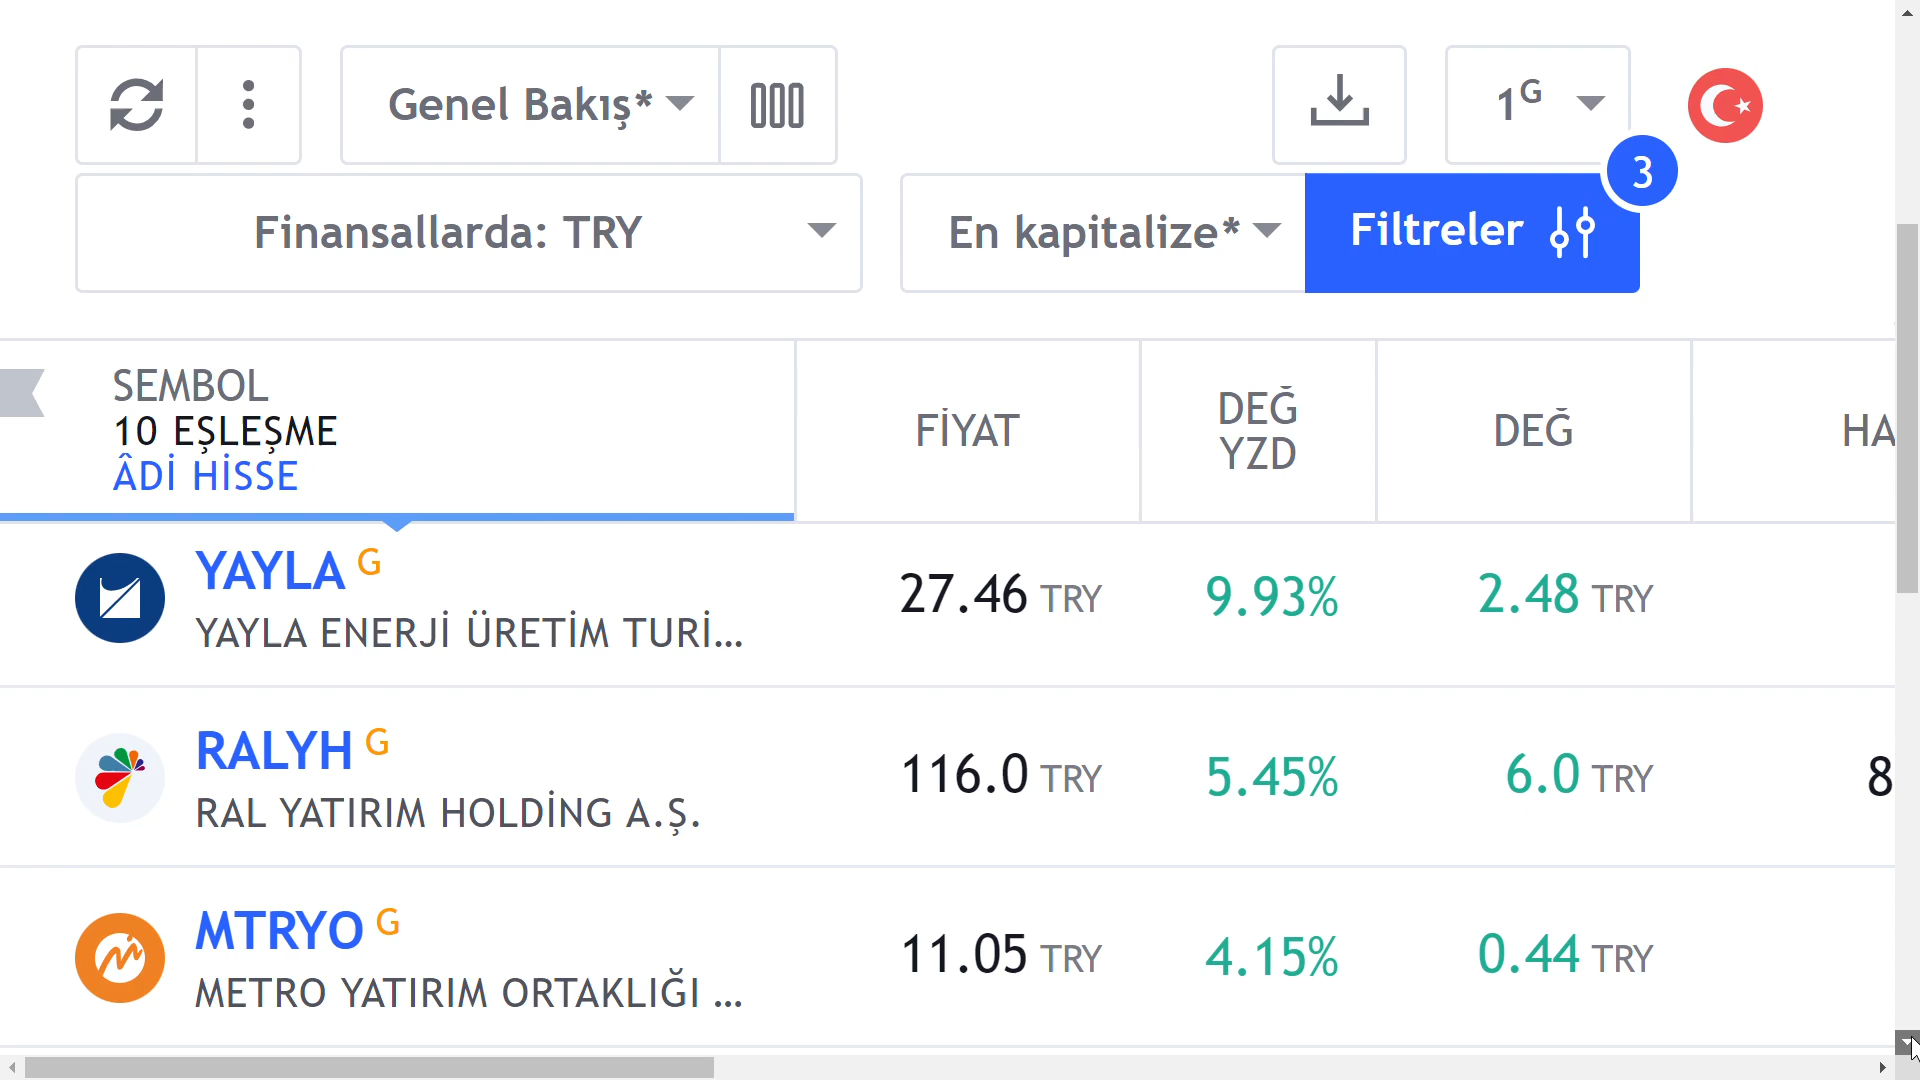 Genel Bakış*
1G
3
Finansallarda: TRY
En kapitalize*
Filtreler
SEMBOL
10 EŞLEŞME
ÂDİ HİSSE
FİYAT
DEĞ
YZD
DEĞ
HA
YAYLA G
27.46 TRY
9.93%
2.48 TRY
YAYLA ENERJİ ÜRETİM TURİ...
RALYH G
116.0 TRY
5.45%
6.0 TRY
8
RAL YATIRIM HOLDİNG A.Ş.
MTRYO G
11.05 TRY
4.15%
0.44 TRY
METRO YATIRIM ORTAKLIĞI ...